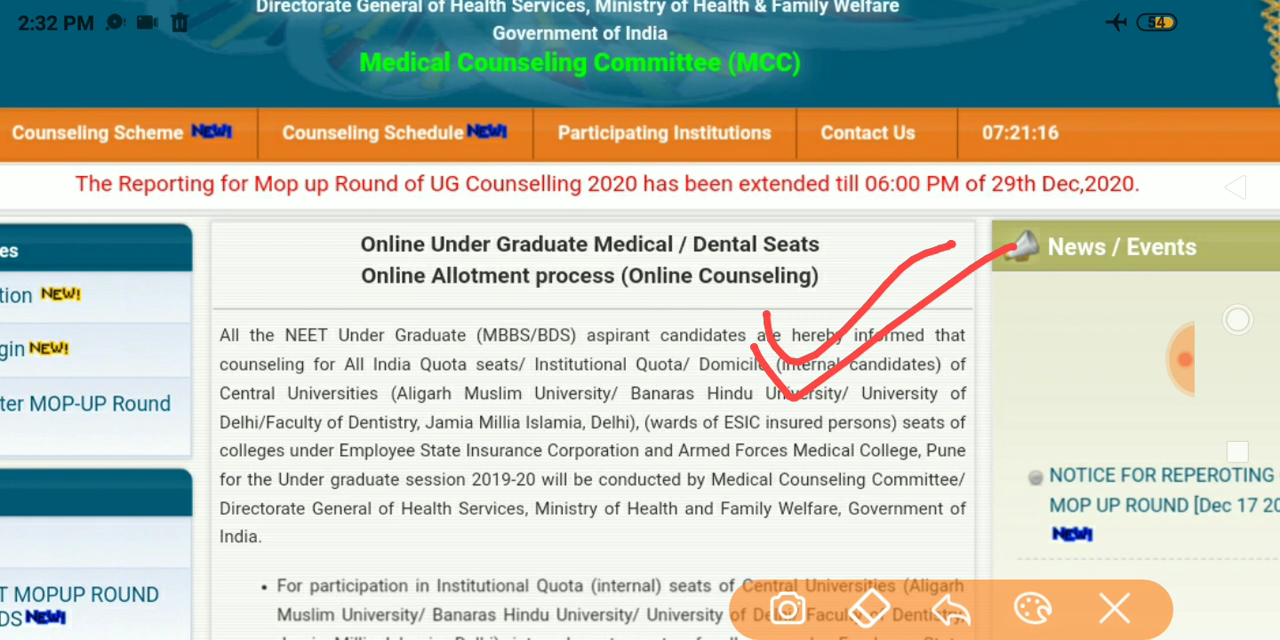 Directorate General of Health Services, Ministry of Health & Family Welfare
2:32 PM
54
Government of India
Medical Counseling Committee (MCC)
Counseling Scheme NEW! Counseling Schedule NEW! Participating Institutions Contact Us 07:21:16
The Reporting for Mop up Round of UG Counselling 2020 has been extended till 06:00 PM of 29th Dec,2020.
es
tion NEW!
gin NEW!
ter MOP-UP Round
T MOPUP ROUND
DS NEW!
Online Under Graduate Medical / Dental Seats
Online Allotment process (Online Counseling)
All the NEET Under Graduate (MBBS/BDS) aspirant candidates are hereby informed that
counseling for All India Quota seats/ Institutional Quota/ Domicile (internal candidates) of
Central Universities (Aligarh Muslim University/ Banaras Hindu University/ University of
Delhi/Faculty of Dentistry, Jamia Millia Islamia, Delhi), (wards of ESIC insured persons) seats of
colleges under Employee State Insurance Corporation and Armed Forces Medical College, Pune
for the Under graduate session 2019-20 will be conducted by Medical Counseling Committee/
Directorate General of Health Services, Ministry of Health and Family Welfare, Government of
India.
• For participation in Institutional Quota (internal) seats of Central Universities (Aligarh
Muslim University/ Banaras Hindu University/ University of Delhi/ Faculty of Dentistry,
News / Events
NOTICE FOR REPEROTING
MOP UP ROUND [Dec 17 20
NEW!